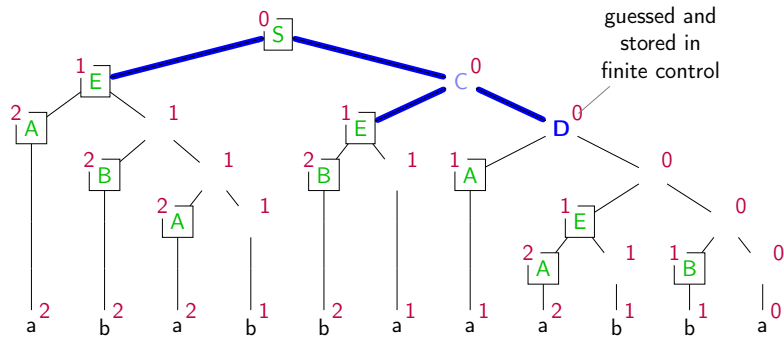 0 S
guessed and
stored in
finite control
1 E
C 0
2 A
1
1 E
D 0
2 B
1
2 B
1
1 A
0
2 A
1
1 E
0
2 A
1
1 B
0
2 2 2 1 2 1 1 2 1 1 0
a b a b b a a a b b a